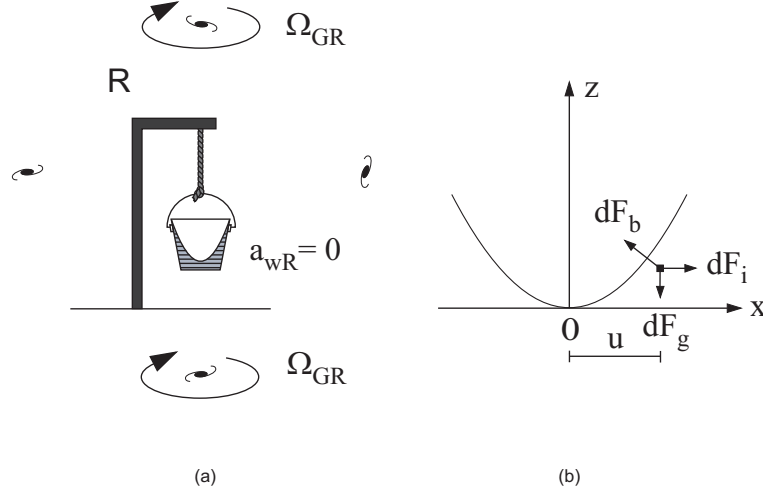 Ω_GR
R
z
dF_b
a_wR = 0
dF_i
x
0
dF_g
u
Ω_GR
(a)
(b)